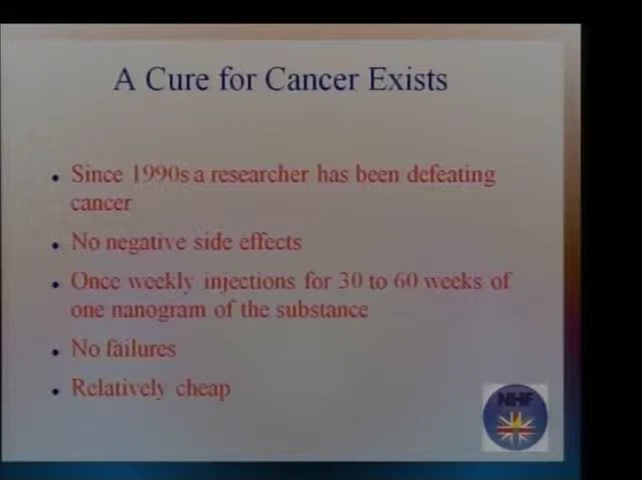 A Cure for Cancer Exists
• Since 1990s a researcher has been defeating
cancer
• No negative side effects
• Once weekly injections for 30 to 60 weeks of
one nanogram of the substance
• No failures
• Relatively cheap
NHF